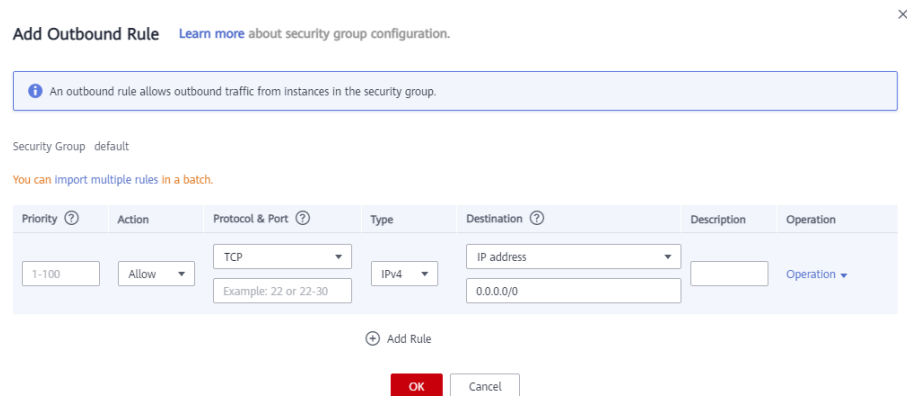 Add Outbound Rule Learn more about security group configuration.
An outbound rule allows outbound traffic from instances in the security group.
Security Group default
You can import multiple rules in a batch.
Priority Action Protocol & Port Type Destination Description Operation
TCP IP address
1-100 Allow IPv4 Operation
Example: 22 or 22-30 0.0.0.0/0
Add Rule
OK Cancel